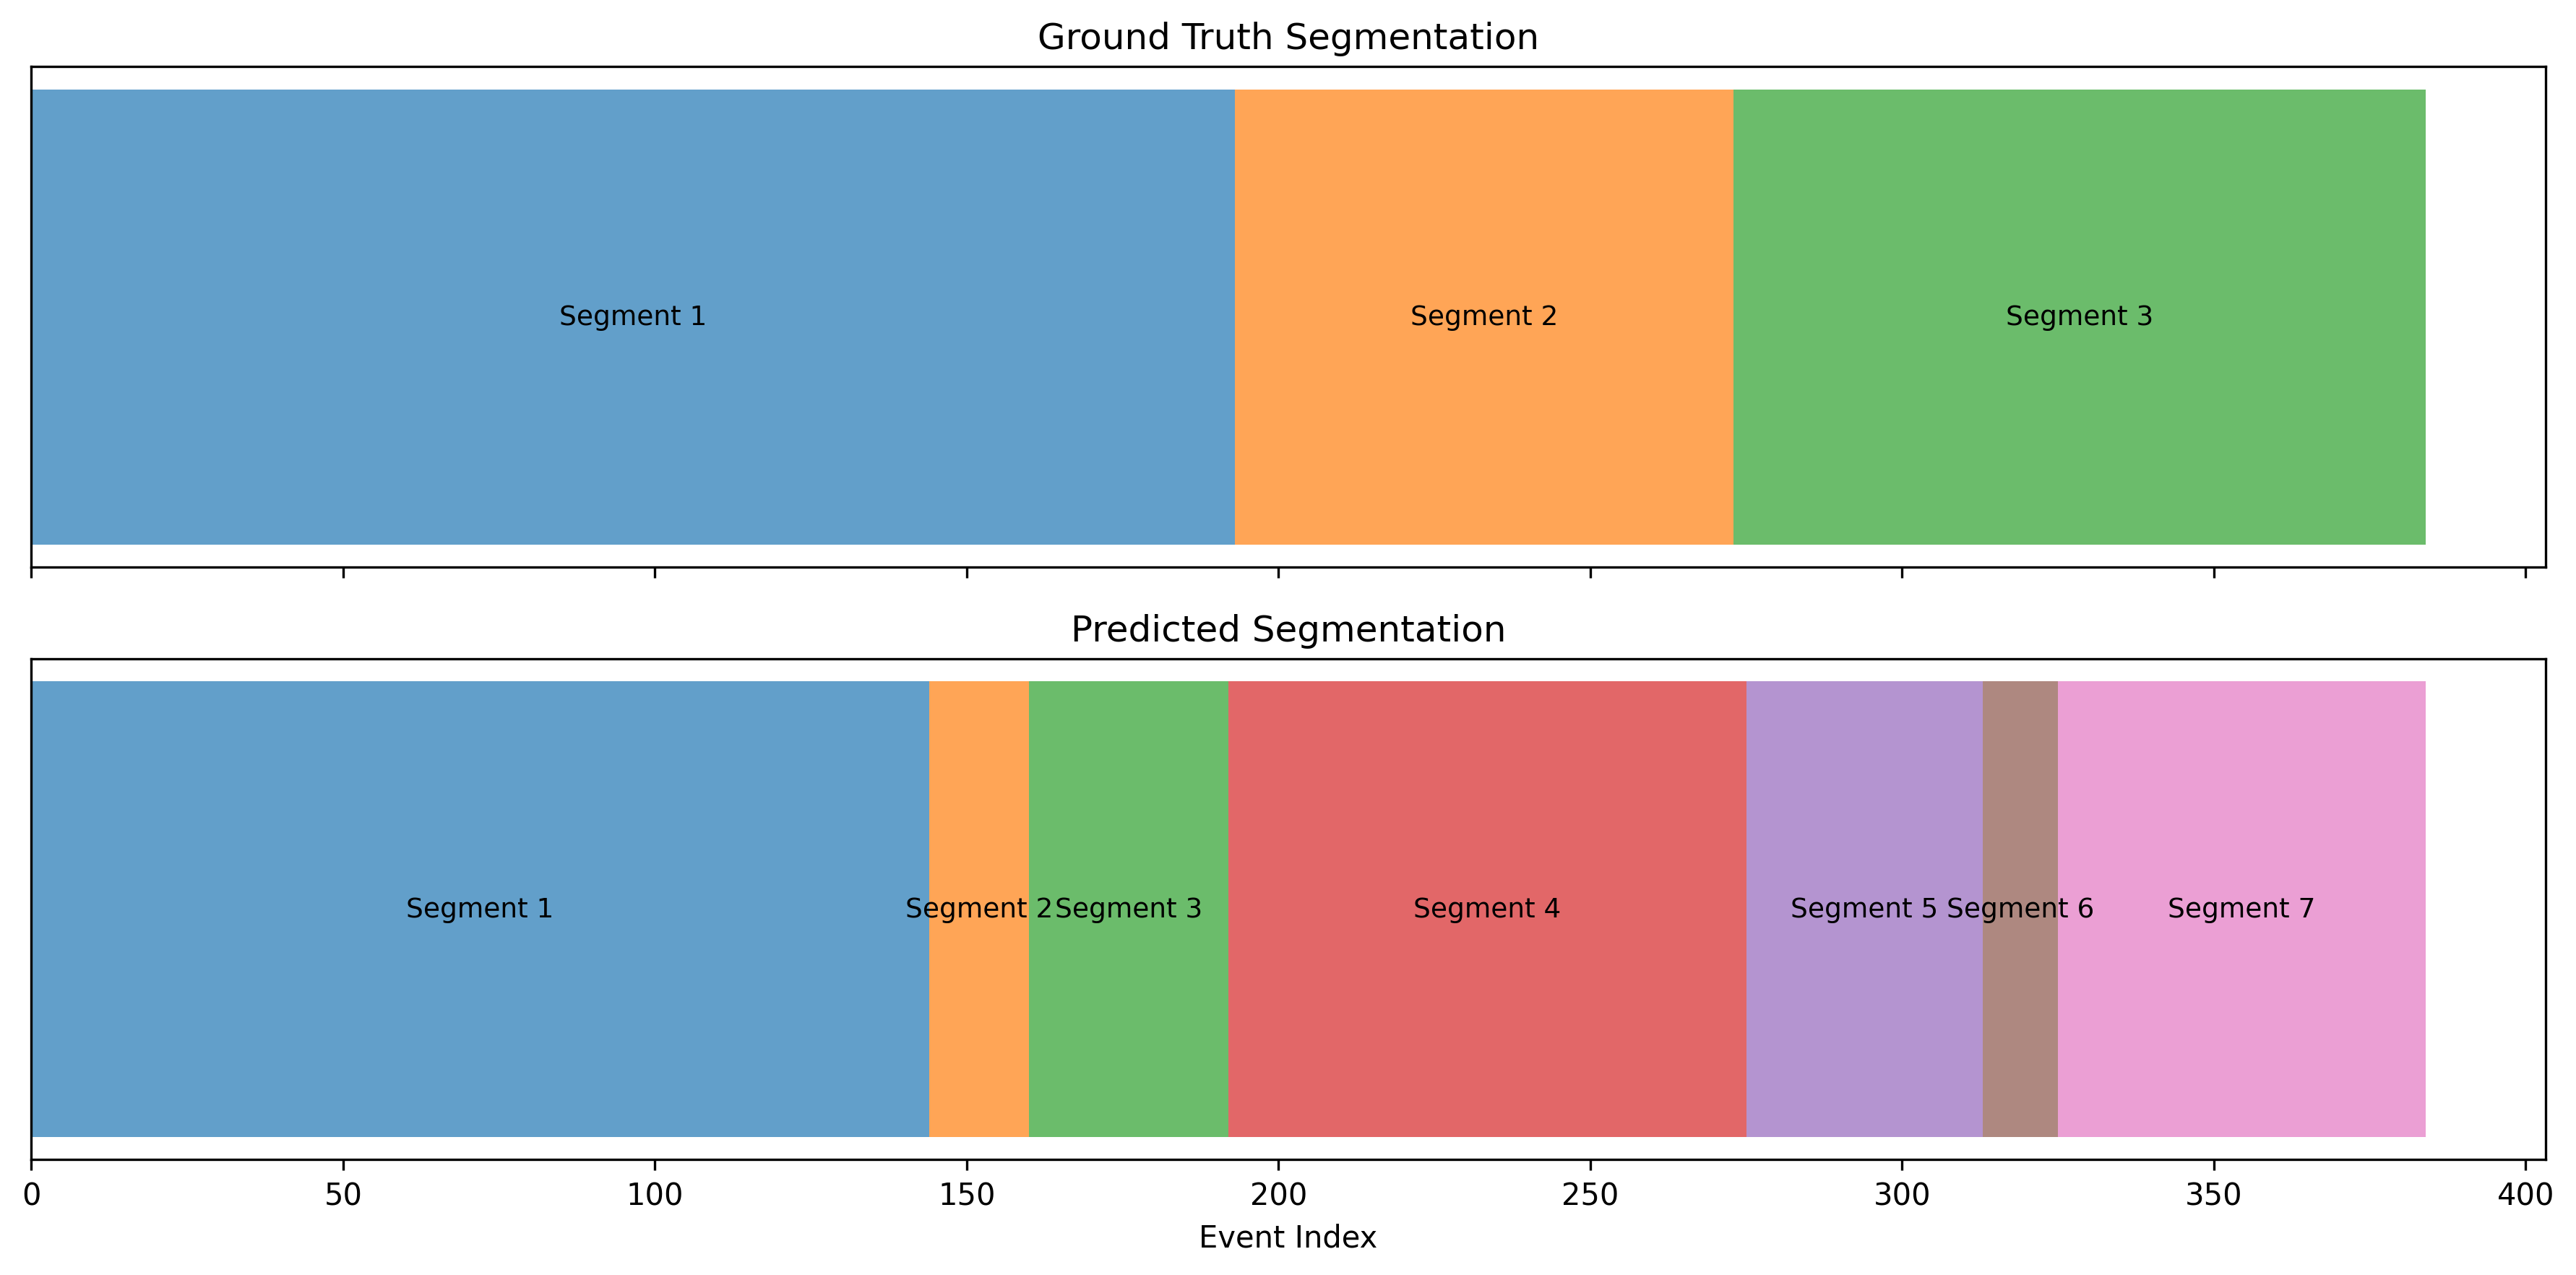 Ground Truth Segmentation
Segment 1 Segment 2 Segment 3
Predicted Segmentation
Segment 1 Segment 2 Segment 3 Segment 4 Segment 5 Segment 6 Segment 7
0 50 100 150 200 250 300 350 400
Event Index